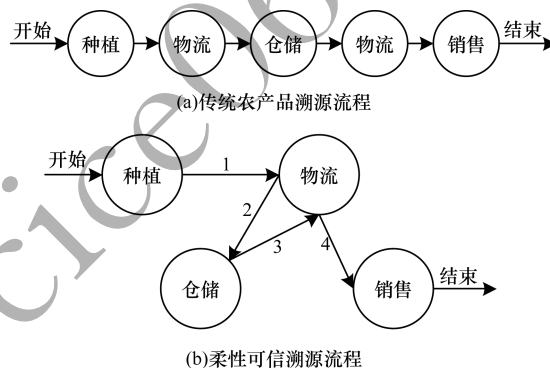 开始 种植 物流 仓储 物流 销售 结束
(a)传统农产品溯源流程
开始 种植 1 物流
2 3 4
仓储 销售 结束
(b)柔性可信溯源流程